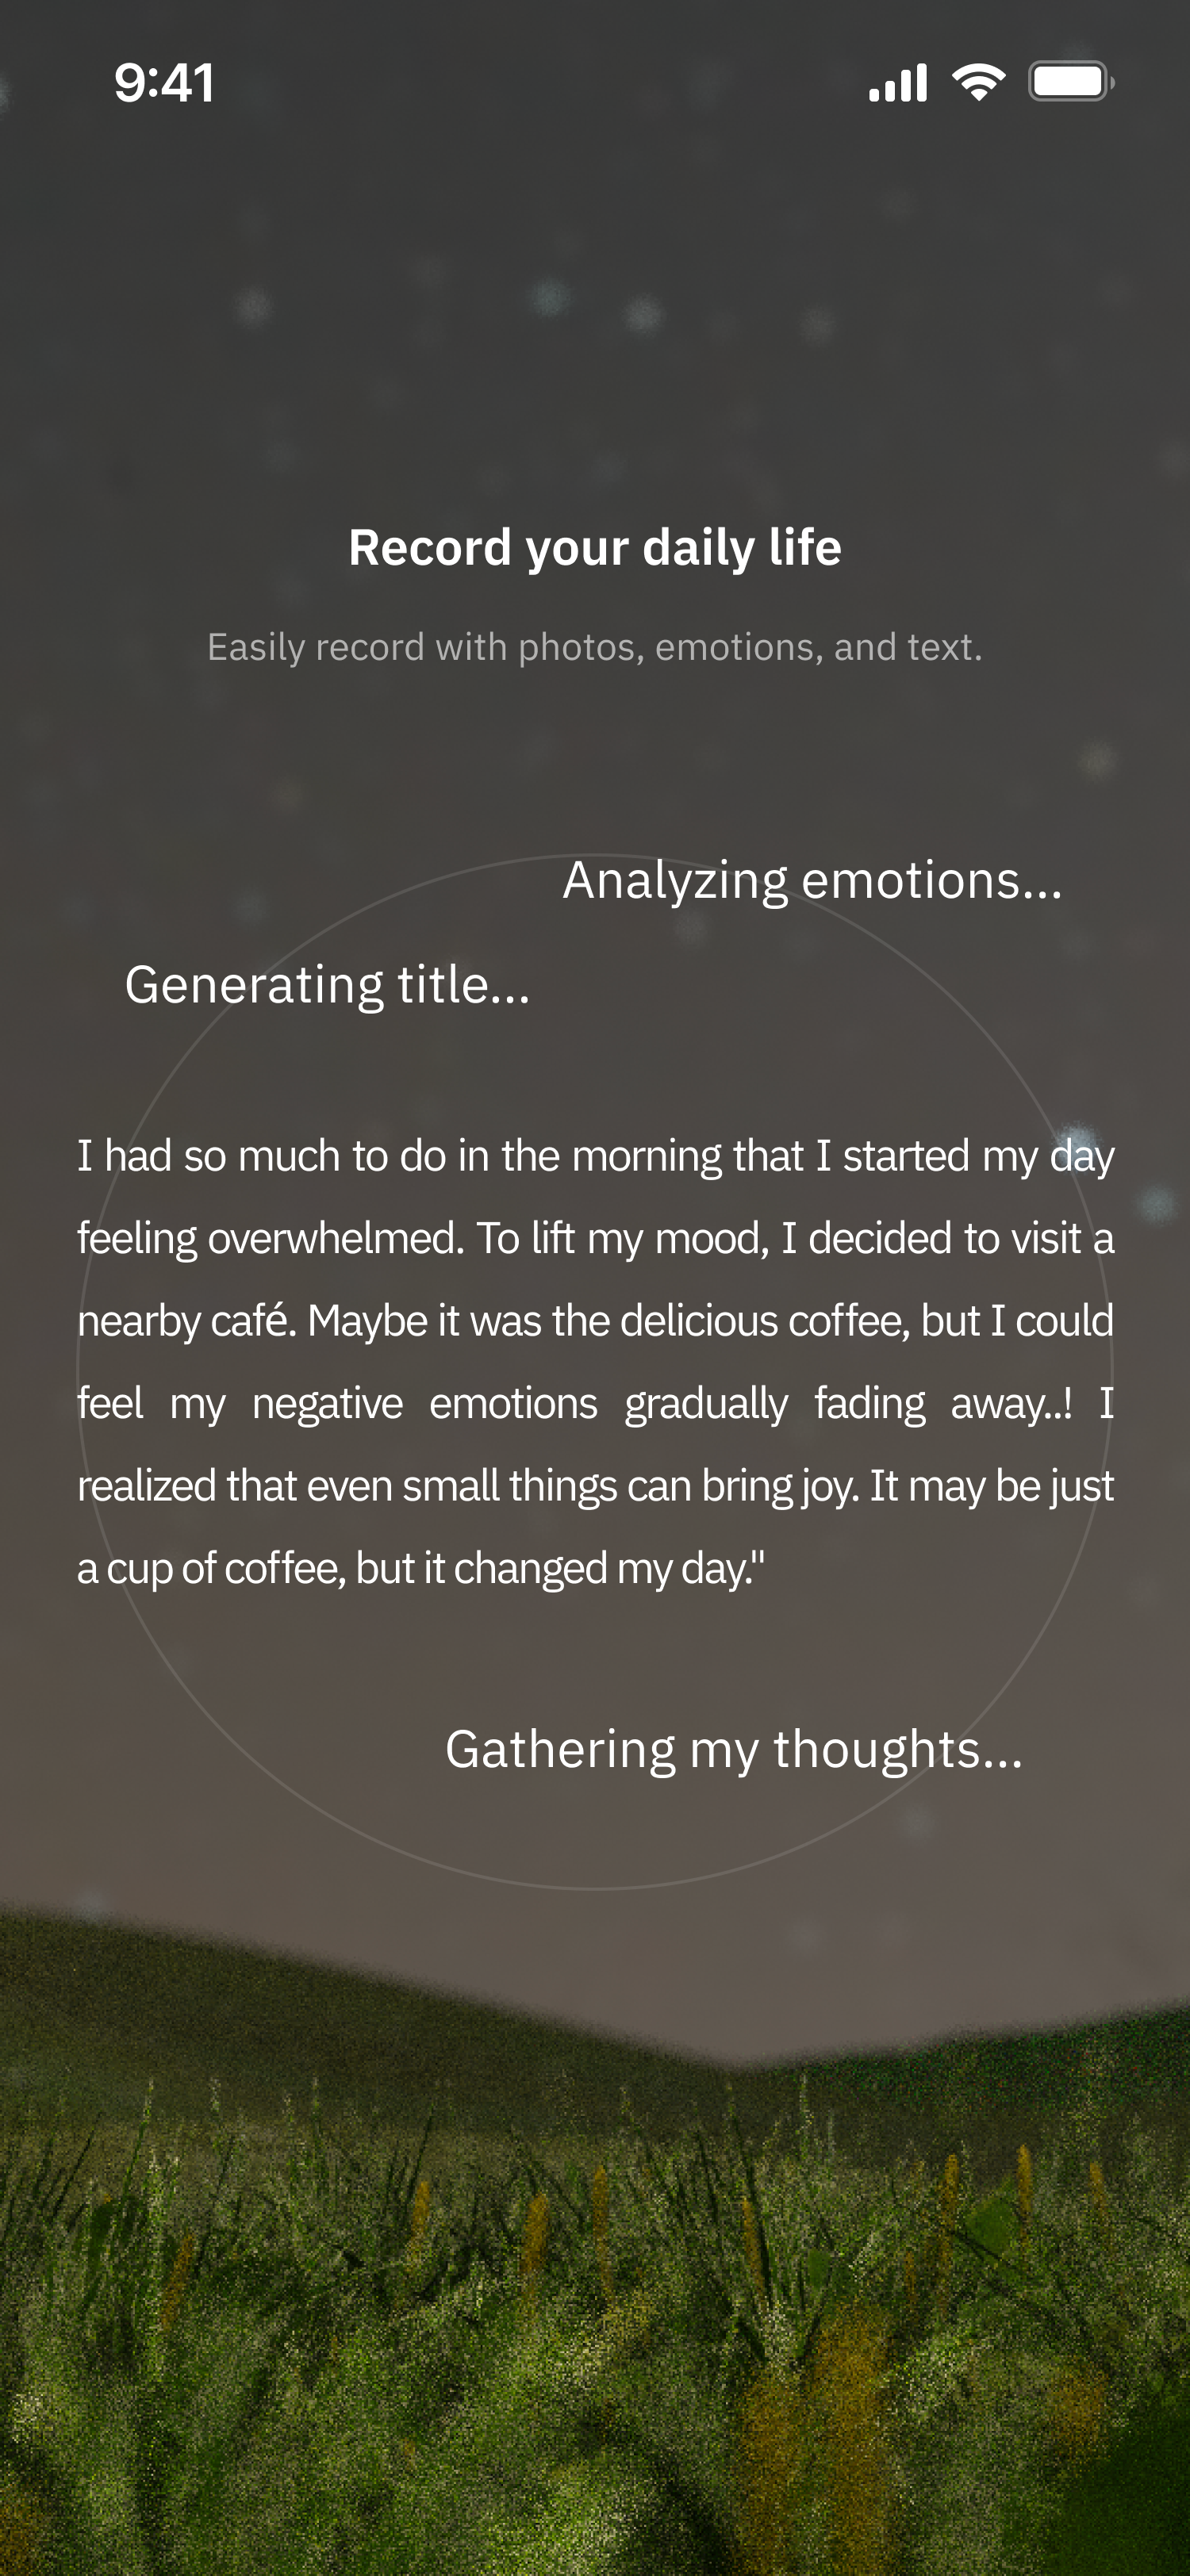 9:41
Record your daily life
Easily record with photos, emotions, and text.
Analyzing emotions...
Generating title...
I had so much to do in the morning that I started my day
feeling overwhelmed. To lift my mood, I decided to visit a
nearby café. Maybe it was the delicious coffee, but I could
feel my negative emotions gradually fading away..! I
realized that even small things can bring joy. It may be just
a cup of coffee, but it changed my day."
Gathering my thoughts...